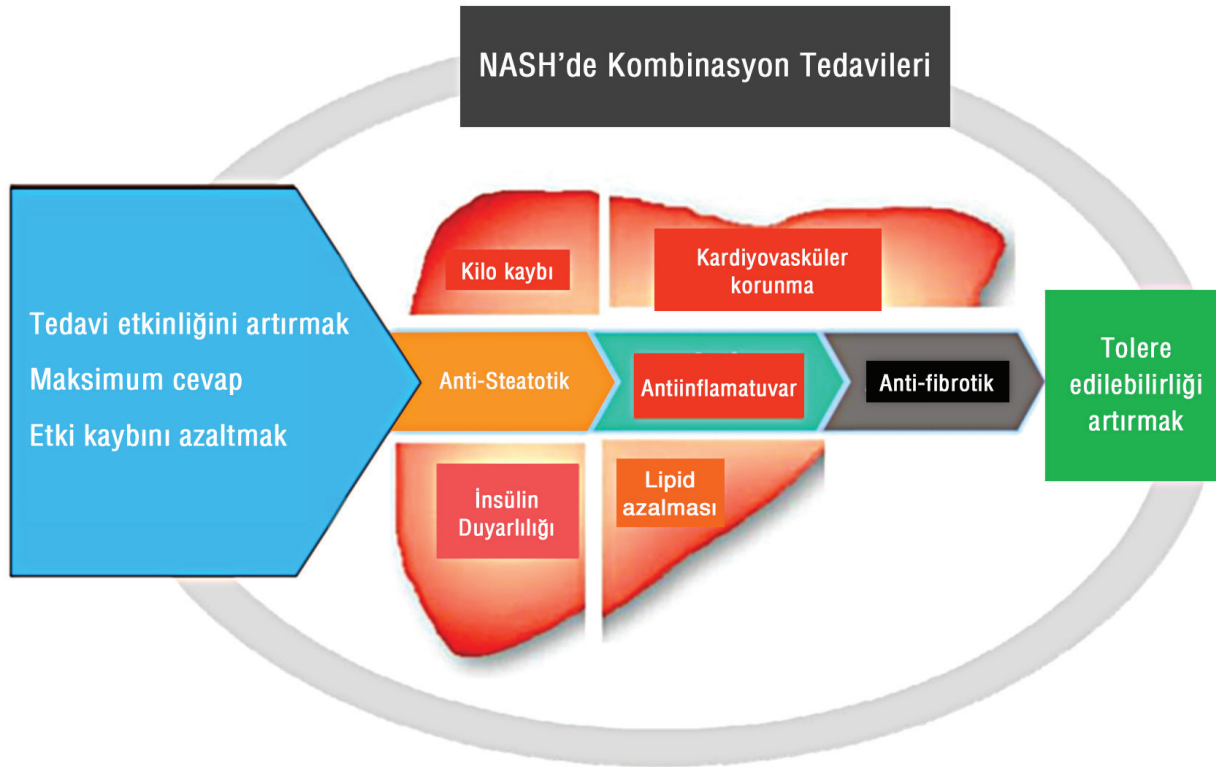 NASH’de Kombinasyon Tedavileri
Tedavi etkinliğini artırmak
Maksimum cevap
Etki kaybını azaltmak
Kilo kaybı
Kardiyovasküler
korunma
Anti-Steatotik
Antiinflamatuvar
Anti-fibrotik
İnsülin
Duyarlılığı
Lipid
azalması
Tolere
edilebilirliği
artırmak